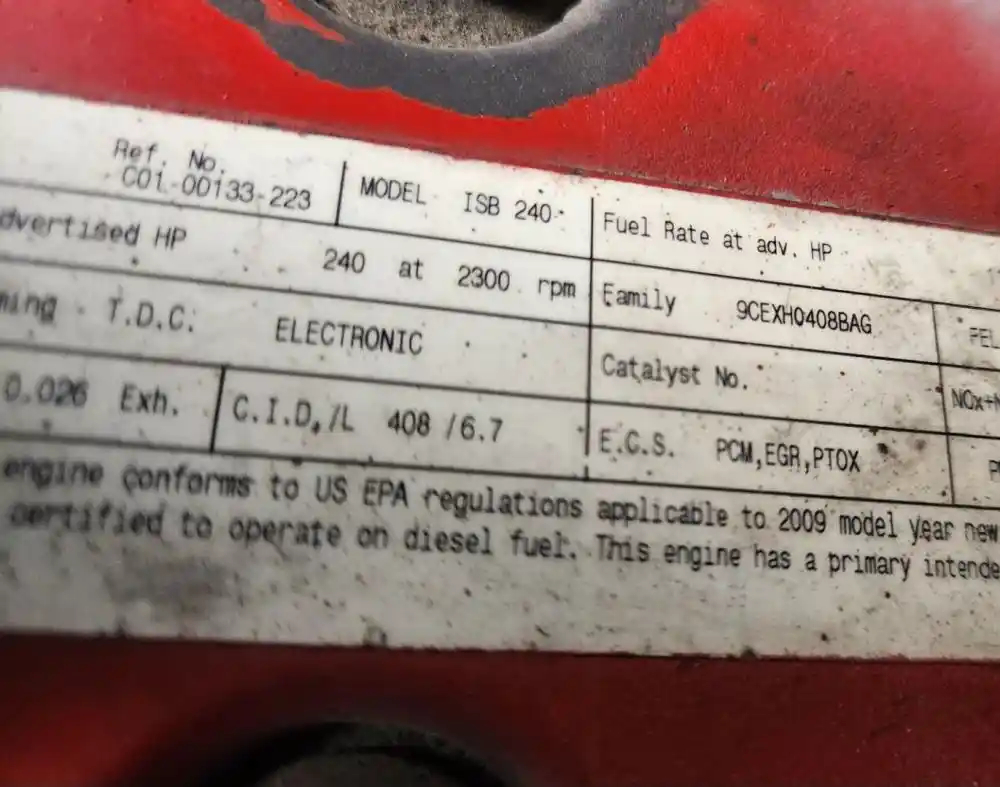 Ref. No.
C01-00133-223
MODEL ISB 240
Fuel Rate at adv. HP
dvertised HP 240 at 2300 rpm
Family 9CEXH0408BAG
FEL
ming T.D.C. ELECTRONIC
Catalyst No.
NOx+N
0.026 Exh.
C.I.D./L 408 /6.7
E.C.S. PCM,EGR,PTOX
engine conforms to US EPA regulations applicable to 2009 model year new
certified to operate on diesel fuel. This engine has a primary intende